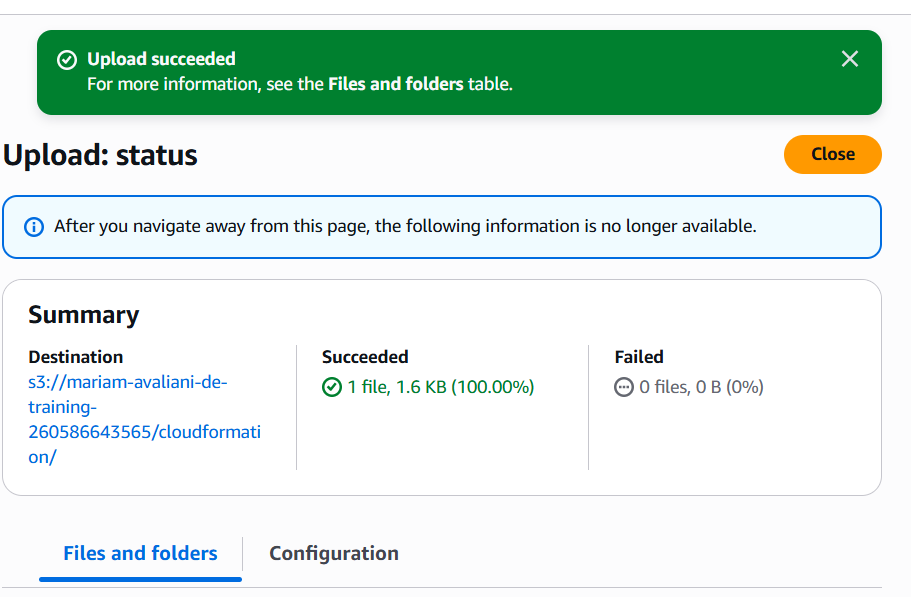 Upload succeeded
For more information, see the Files and folders table.
Upload: status
Close
After you navigate away from this page, the following information is no longer available.
Summary
Destination
s3://mariam-avaliani-de-
training-
260586643565/cloudformati
on/
Succeeded
1 file, 1.6 KB (100.00%)
Failed
0 files, 0 B (0%)
Files and folders
Configuration